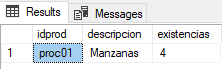 Results Messages
idprod descripcion existencias
1 proc01 Manzanas 4